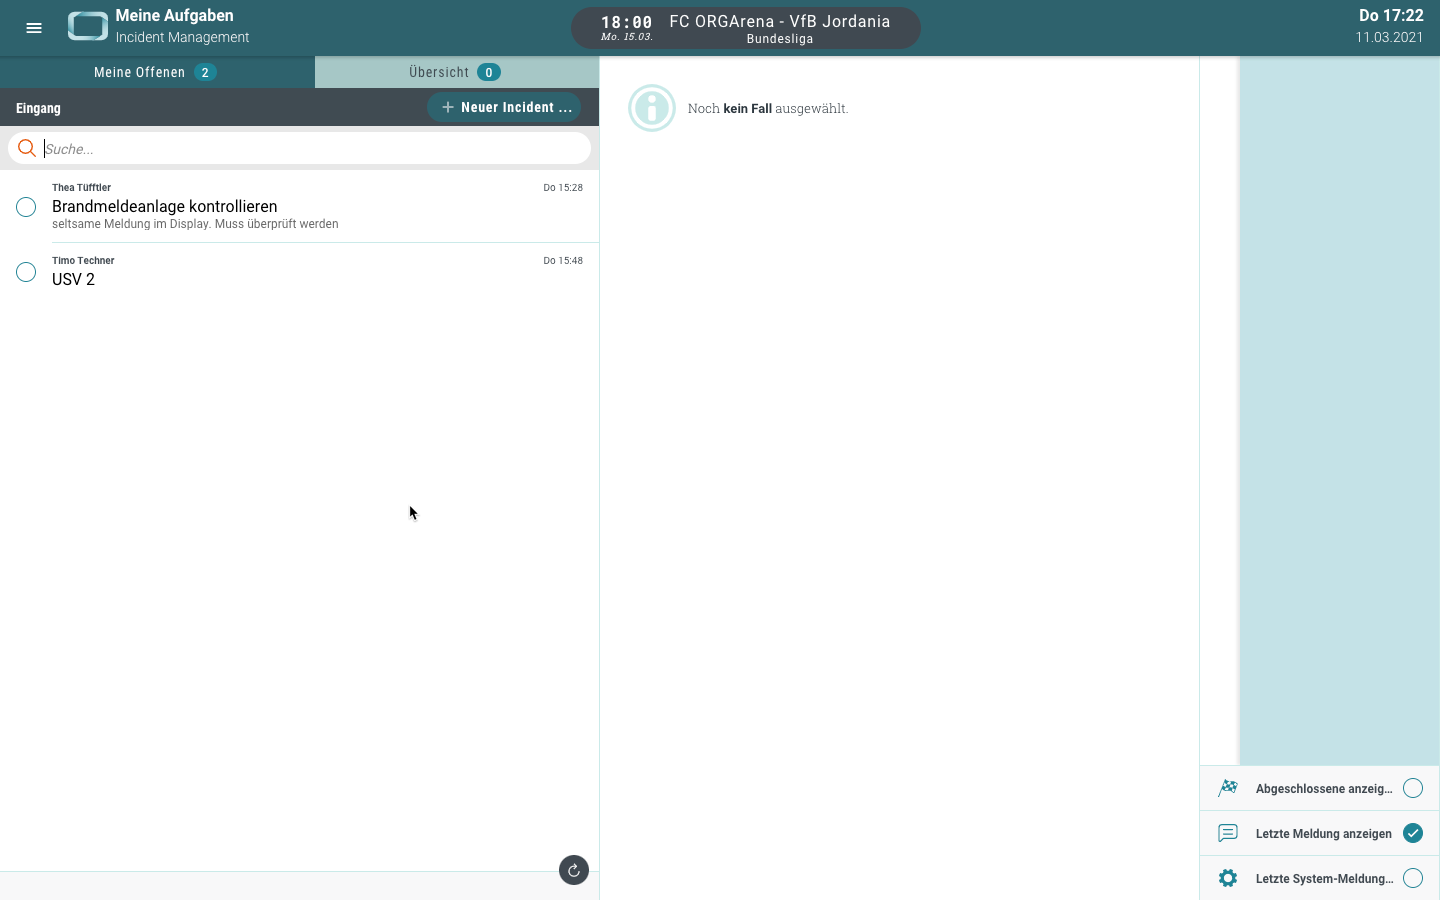 Meine Aufgaben
Incident Management
18:00
Mo. 15.03.
FC ORGArena - VfB Jordania
Bundesliga
Do 17:22
11.03.2021
Meine Offenen 2
Übersicht 0
Eingang
Neuer Incident ...
Suche...
Noch kein Fall ausgewählt.
Thea Tüfftler Do 15:28
Brandmeldeanlage kontrollieren
seltsame Meldung im Display. Muss überprüft werden
Timo Techner Do 15:48
USV 2
Abgeschlossene anzeig...
Letzte Meldung anzeigen
Letzte System-Meldung...